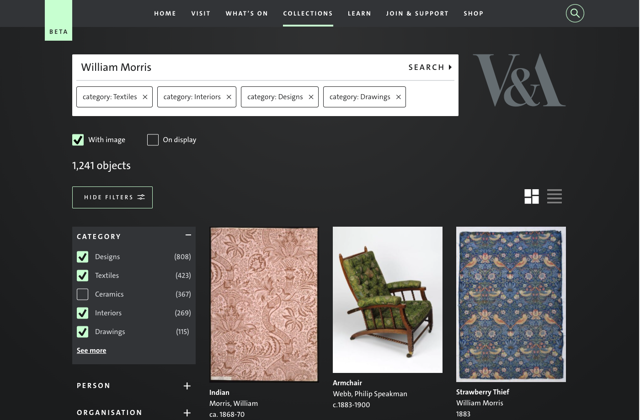 BETA
HOME VISIT WHAT'S ON COLLECTIONS LEARN JOIN & SUPPORT SHOP
William Morris SEARCH
V&A
category: Textiles × category: Interiors × category: Designs × category: Drawings ×
With image On display
1,241 objects
HIDE FILTERS
CATEGORY −
Designs (808)
Textiles (423)
Ceramics (367)
Interiors (269)
Drawings (115)
See more
PERSON +
ORGANISATION +
Indian
Morris, William
ca. 1868-70
Armchair
Webb, Philip Speakman
c.1883-1900
Strawberry Thief
William Morris
1883